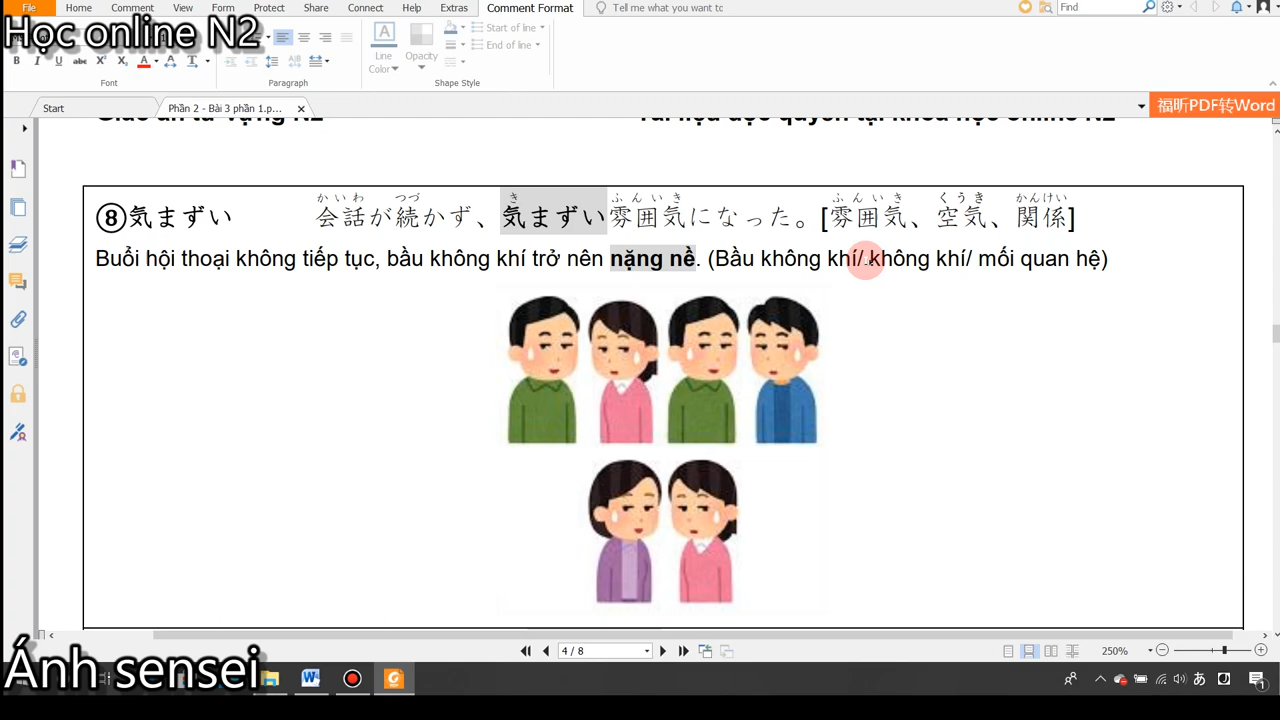 File Home Comment View Form Protect Share Connect Help Extras Comment Format Tell me what you want to Find
Học online N2
Line Color
Opacity
Start of line
End of line
Font Paragraph Shape Style
Start Phần 2 - Bài 3 phần 1.p... 福昕PDF转Word
⑧気まずい 会話が続かず、気まずい雰囲気になった。[雰囲気、空気、関係]
かいわ つづ き ふんいき ふんいき くうき かんけい
Buổi hội thoại không tiếp tục, bầu không khí trở nên nặng nề. (Bầu không khí/ không khí/ mối quan hệ)
4 / 8 250%
Ánh sensei